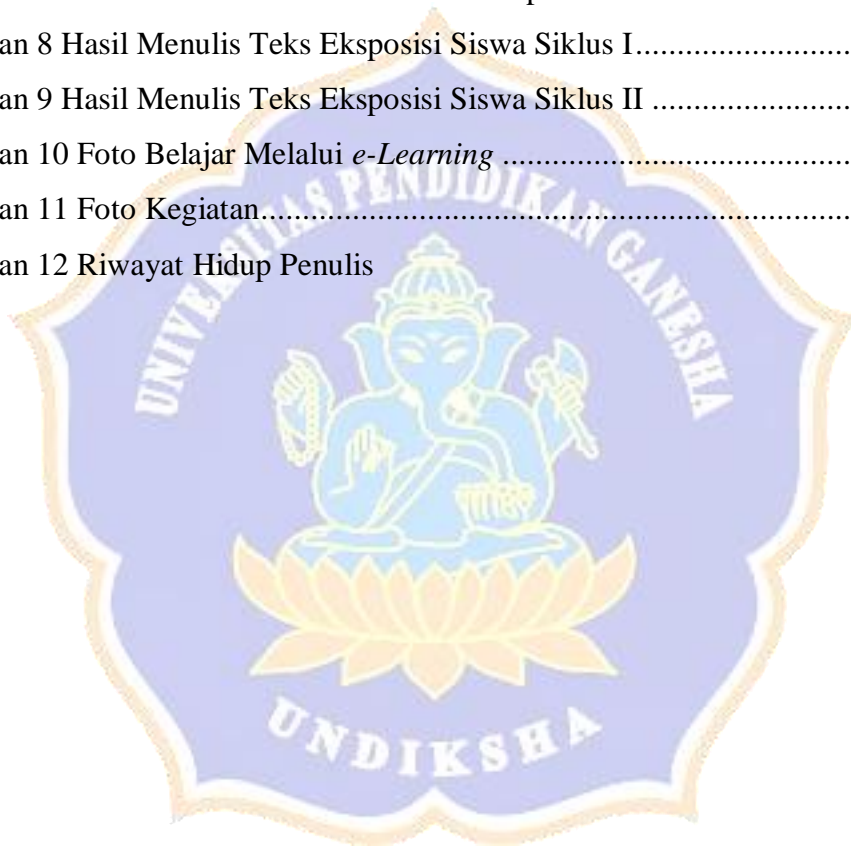 an 8 Hasil Menulis Teks Eksposisi Siswa Siklus I...........................
an 9 Hasil Menulis Teks Eksposisi Siswa Siklus II .........................
an 10 Foto Belajar Melalui e-Learning ............................................
an 11 Foto Kegiatan..........................................................................
an 12 Riwayat Hidup Penulis
UNIVERSITAS PENDIDIKAN GANESHA
UNDIKSHA